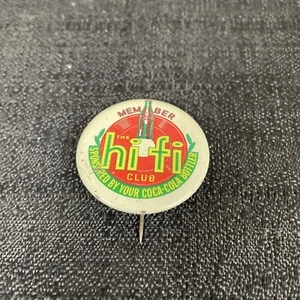 MEMBER
THE
hi-fi
CLUB
SPONSORED BY YOUR COCA-COLA BOTTLER